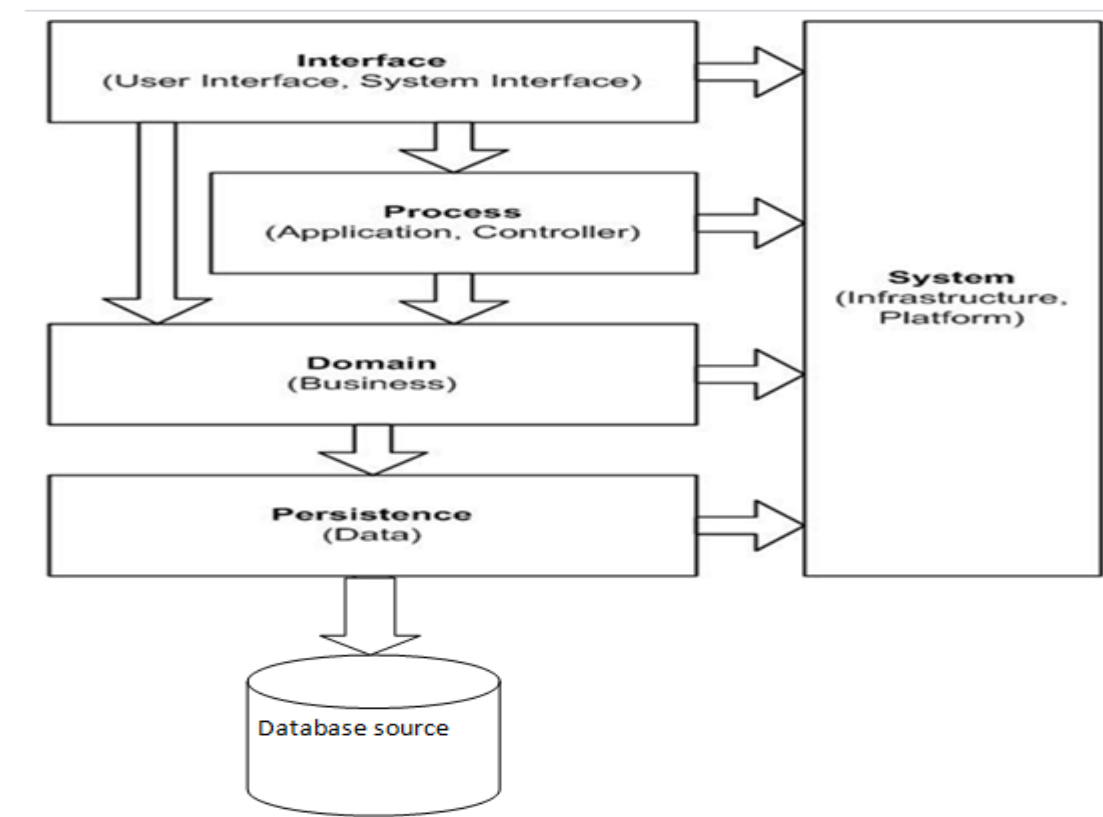 Interface
(User Interface, System Interface)
Process
(Application, Controller)
System
(Infrastructure,
Platform)
Domain
(Business)
Persistence
(Data)
Database source